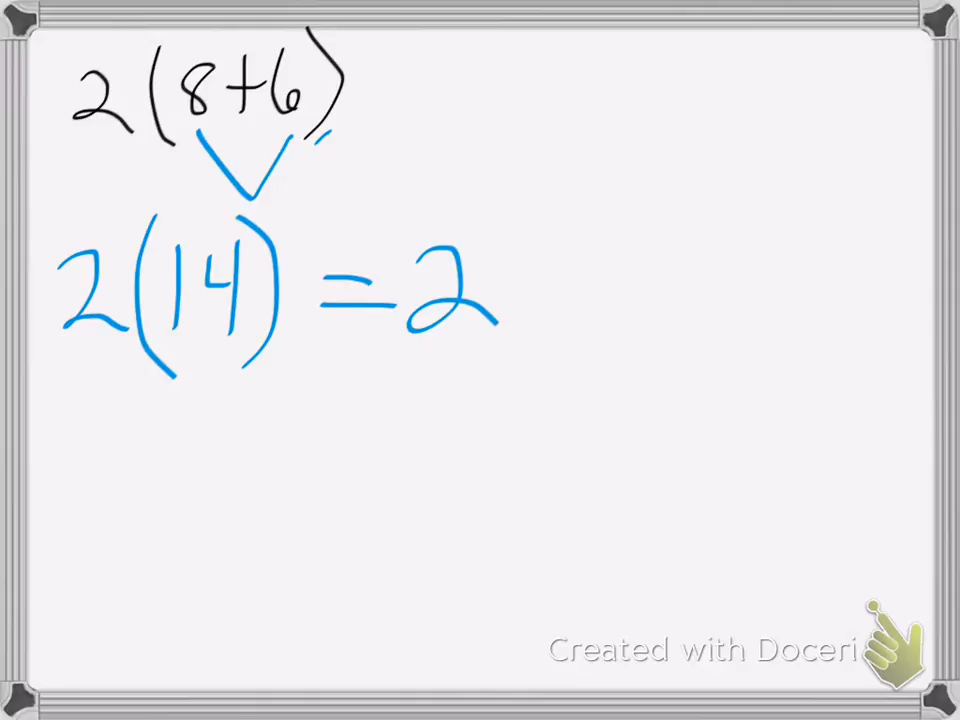 2(8+6)
2(14) = 2
Created with Doceri